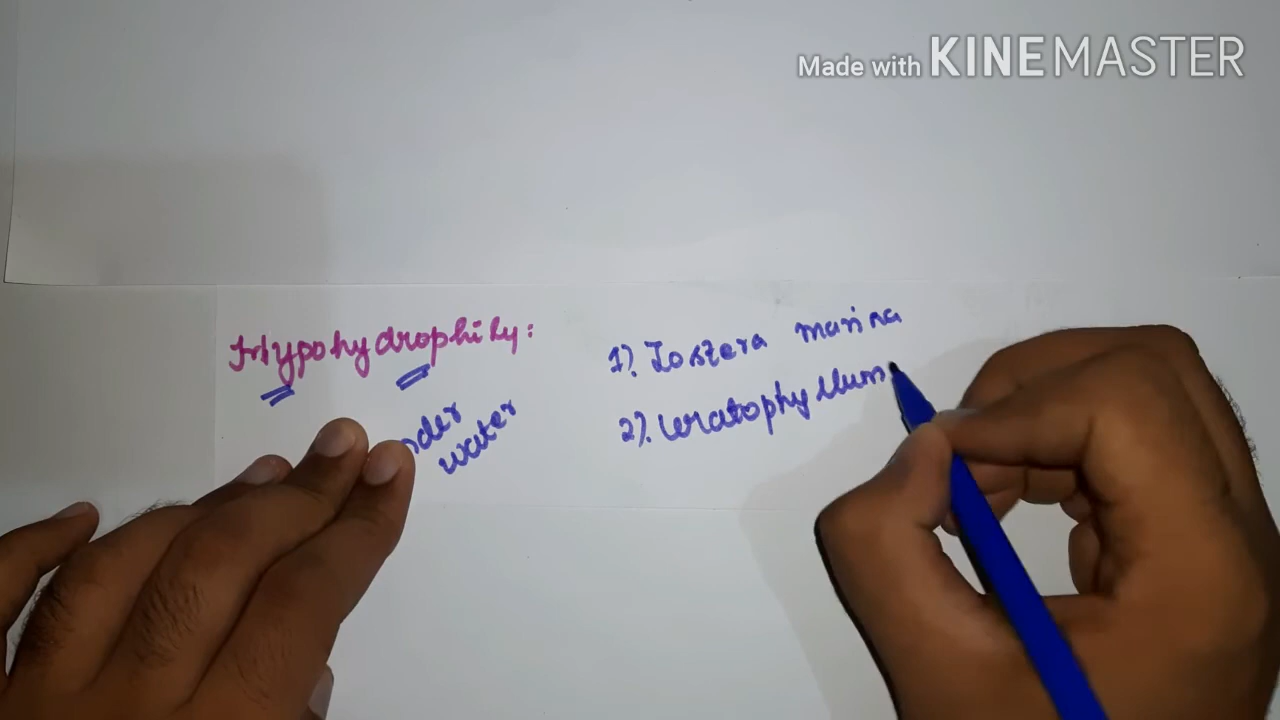 Made with KINEMASTER
Hypohydrophily:
water
1). Zostera marina
2). Ceratophyllum